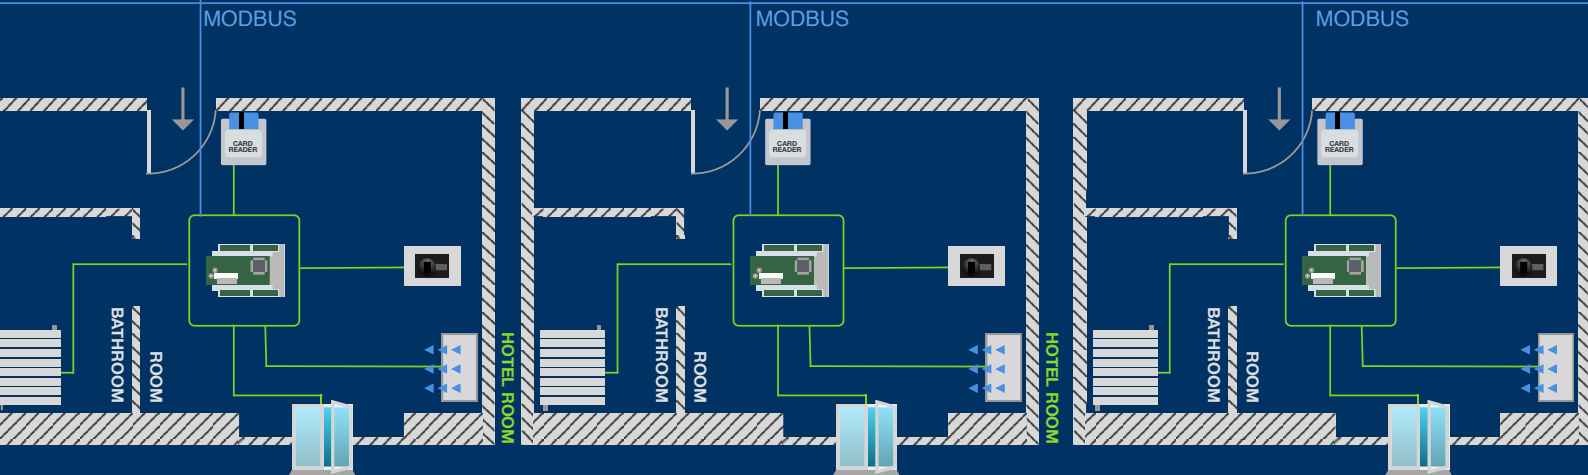 MODBUS
MODBUS
MODBUS
CARD
READER
CARD
READER
CARD
READER
BATHROOM
ROOM
HOTEL ROOM
BATHROOM
ROOM
HOTEL ROOM
BATHROOM
ROOM